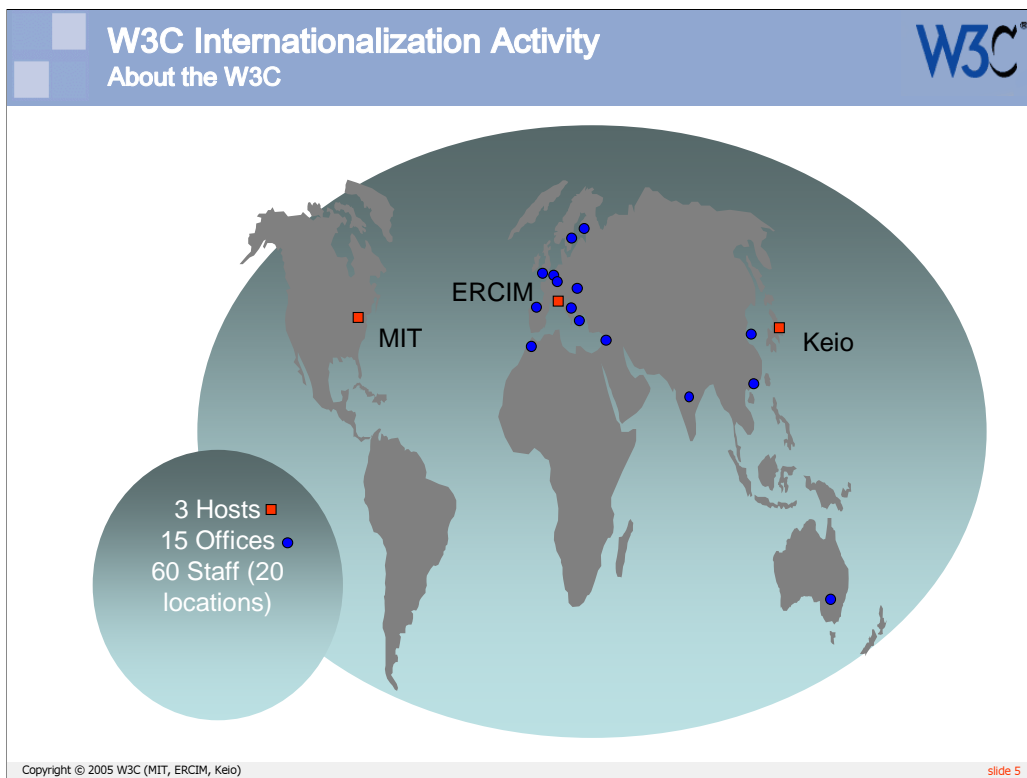 W3C Internationalization Activity
About the W3C
W3C®
ERCIM
MIT
Keio
3 Hosts
15 Offices
60 Staff (20
locations)
Copyright © 2005 W3C (MIT, ERCIM, Keio)
slide 5